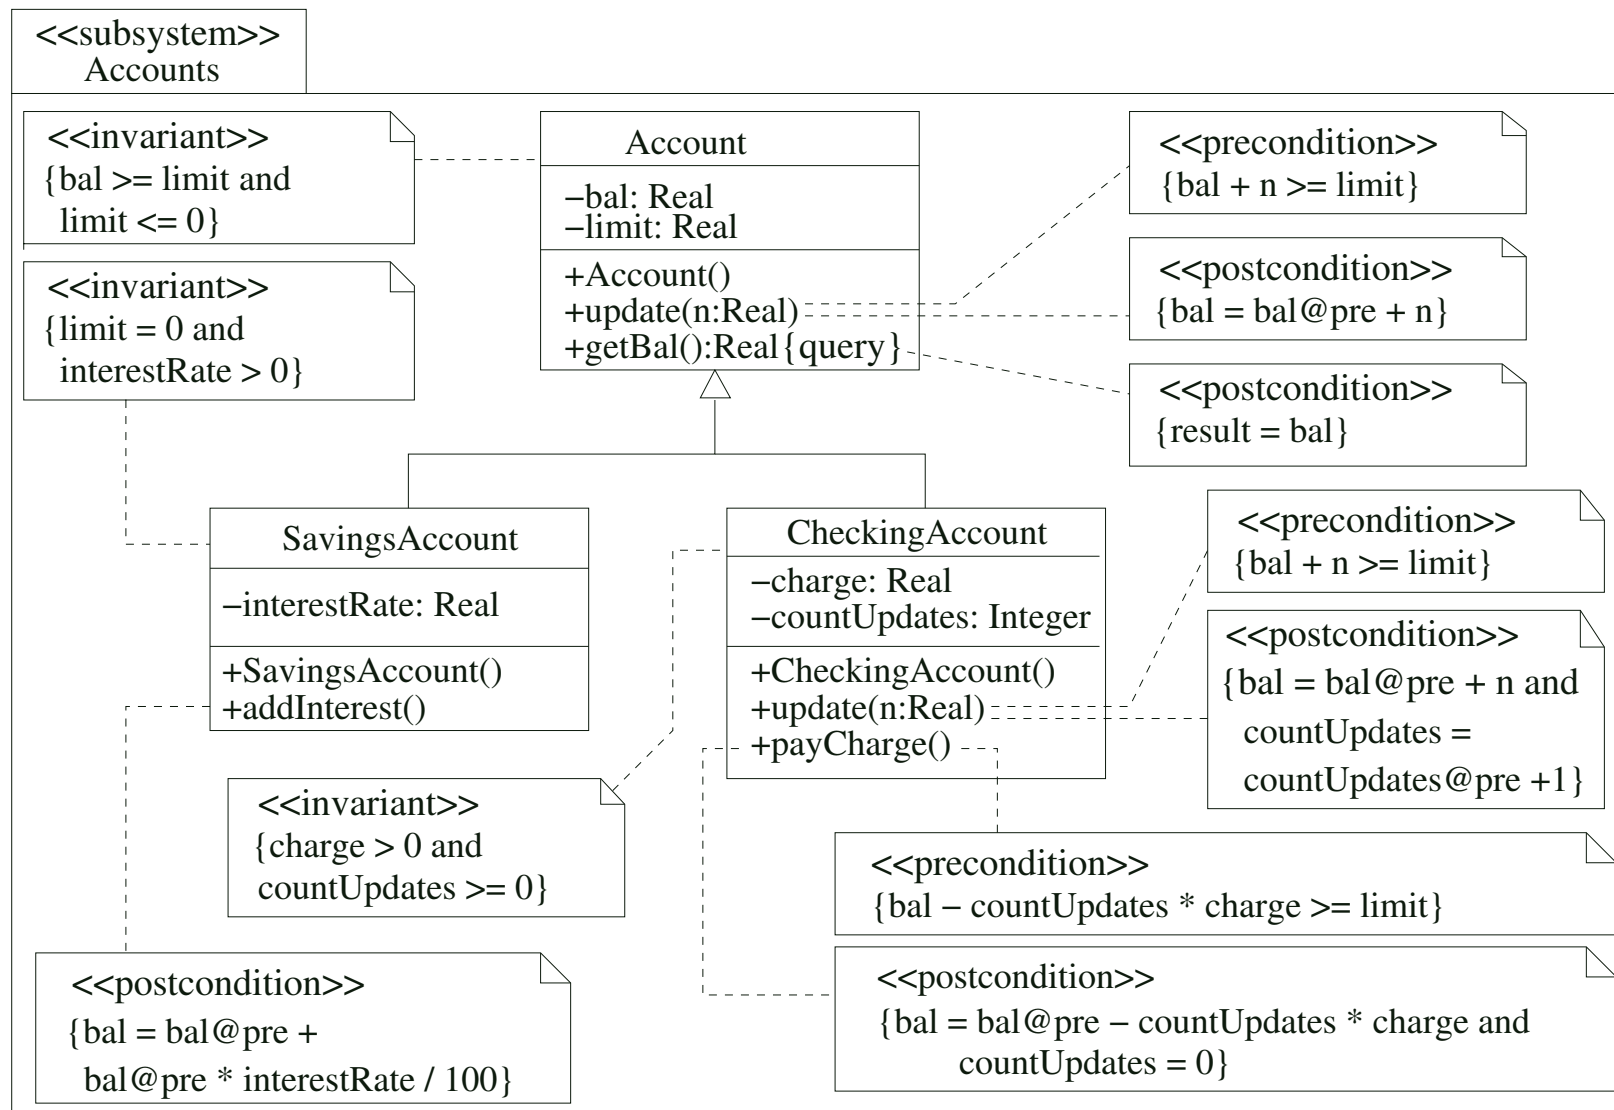 <<subsystem>>
Accounts
<<invariant>>
{bal >= limit and
limit <= 0}
<<invariant>>
{limit = 0 and
interestRate > 0}
Account
−bal: Real
−limit: Real
+Account()
+update(n:Real)
+getBal():Real{query}
<<precondition>>
{bal + n >= limit}
<<postcondition>>
{bal = bal@pre + n}
<<postcondition>>
{result = bal}
SavingsAccount
−interestRate: Real
+SavingsAccount()
+addInterest()
CheckingAccount
−charge: Real
−countUpdates: Integer
+CheckingAccount()
+update(n:Real)
+payCharge()
<<precondition>>
{bal + n >= limit}
<<postcondition>>
{bal = bal@pre + n and
countUpdates =
countUpdates@pre +1}
<<invariant>>
{charge > 0 and
countUpdates >= 0}
<<precondition>>
{bal − countUpdates * charge >= limit}
<<postcondition>>
{bal = bal@pre +
bal@pre * interestRate / 100}
<<postcondition>>
{bal = bal@pre − countUpdates * charge and
countUpdates = 0}